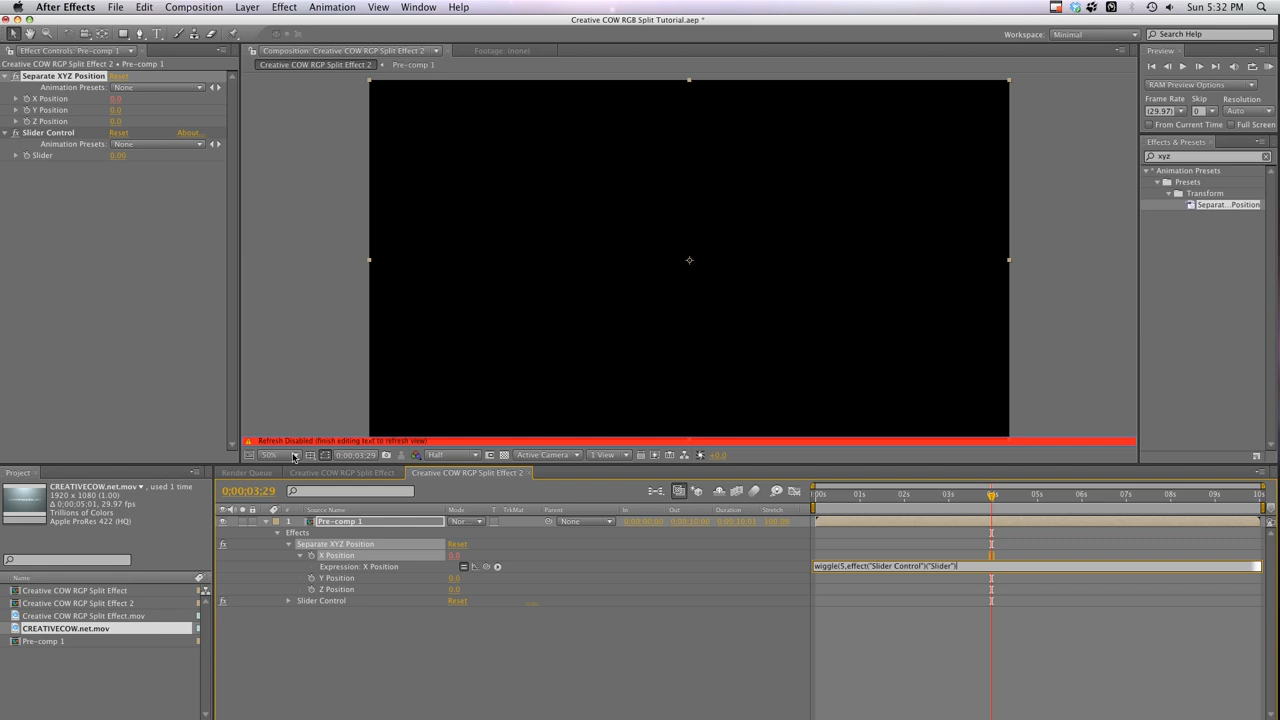 After Effects File Edit Composition Layer Effect Animation View Window Help Sun 5:32 PM
Creative COW RGB Split Tutorial.aep *
Workspace: Minimal Search Help
Effect Controls: Pre-comp 1
Creative COW RGP Split Effect 2 • Pre-comp 1
fx Separate XYZ Position Reset
Animation Presets: None
X Position 0.0
Y Position 0.0
Z Position 0.0
fx Slider Control Reset About...
Animation Presets: None
Slider 0.00
Composition: Creative COW RGP Split Effect 2 Footage: (none)
Creative COW RGP Split Effect 2 Pre-comp 1
Refresh Disabled (finish editing text to refresh view)
50% 0;00;03;29 Half Active Camera 1 View +0.0
Preview
RAM Preview Options
Frame Rate Skip Resolution
(29.97) 0 Auto
From Current Time Full Screen
Effects & Presets
xyz
* Animation Presets
Presets
Transform
Separat...Position
Project
CREATIVECOW.net.mov , used 1 time
1920 x 1080 (1.00)
Δ 0;00;05;01, 29.97 fps
Trillions of Colors
Apple ProRes 422 (HQ)
Name
Creative COW RGP Split Effect
Creative COW RGP Split Effect 2
Creative COW RGP Split Effect.mov
CREATIVECOW.net.mov
Pre-comp 1
Render Queue Creative COW RGP Split Effect Creative COW RGP Split Effect 2
0;00;03;29
# Source Name Mode T TrkMat Parent In Out Duration Stretch
1 Pre-comp 1 Nor... None 0;00;00;00 0;00;10;00 0;00;10;01 100.0%
Effects
fx Separate XYZ Position Reset
X Position 0.0
Expression: X Position
Y Position 0.0
Z Position 0.0
fx Slider Control Reset
:00s 01s 02s 03s 04s 05s 06s 07s 08s 09s 10s
wiggle(5,effect("Slider Control")("Slider")